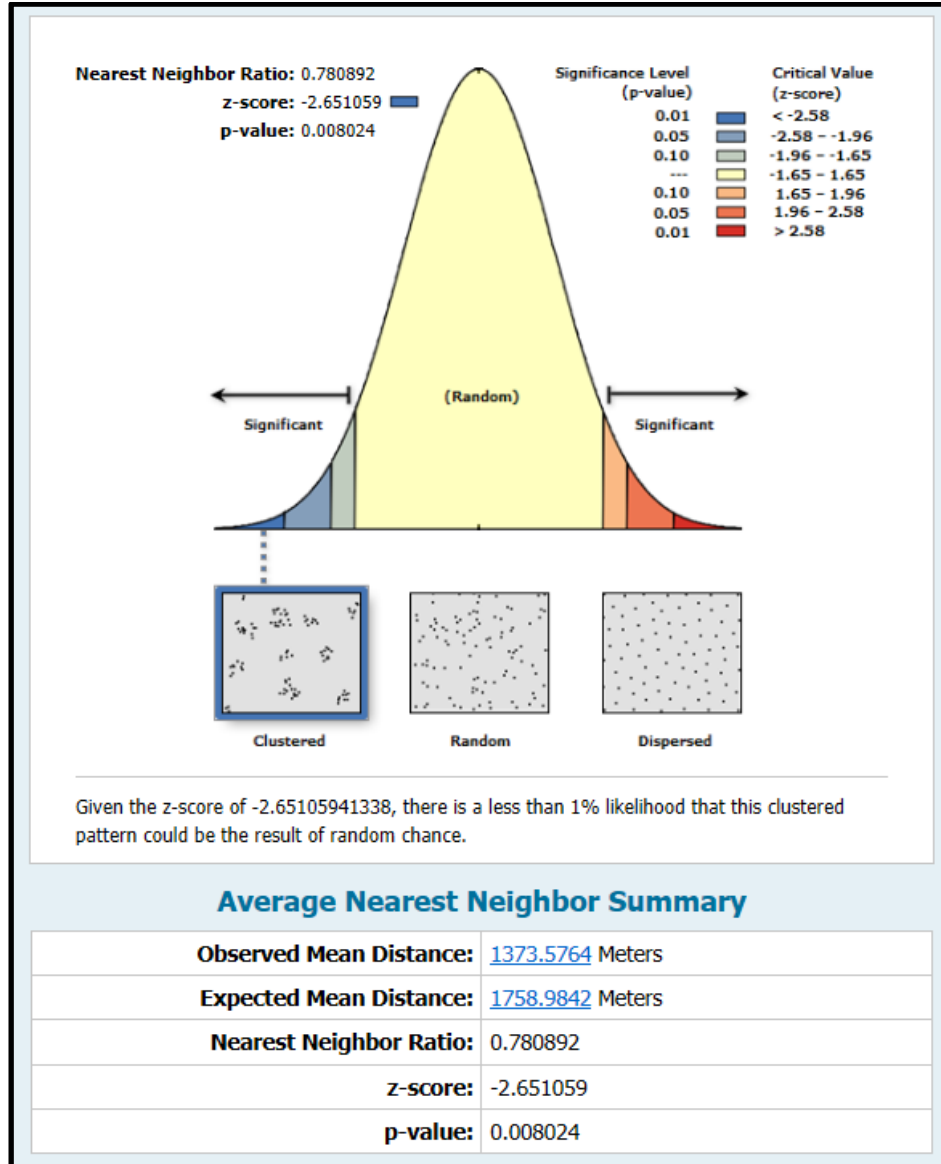 Nearest Neighbor Ratio: 0.780892
z-score: -2.651059
p-value: 0.008024
Significance Level Critical Value
(p-value) (z-score)
0.01 < -2.58
0.05 -2.58 - -1.96
0.10 -1.96 - -1.65
--- -1.65 - 1.65
0.10 1.65 - 1.96
0.05 1.96 - 2.58
0.01 > 2.58
(Random)
Significant Significant
Clustered Random Dispersed
Given the z-score of -2.65105941338, there is a less than 1% likelihood that this clustered
pattern could be the result of random chance.
Average Nearest Neighbor Summary
Observed Mean Distance: 1373.5764 Meters
Expected Mean Distance: 1758.9842 Meters
Nearest Neighbor Ratio: 0.780892
z-score: -2.651059
p-value: 0.008024